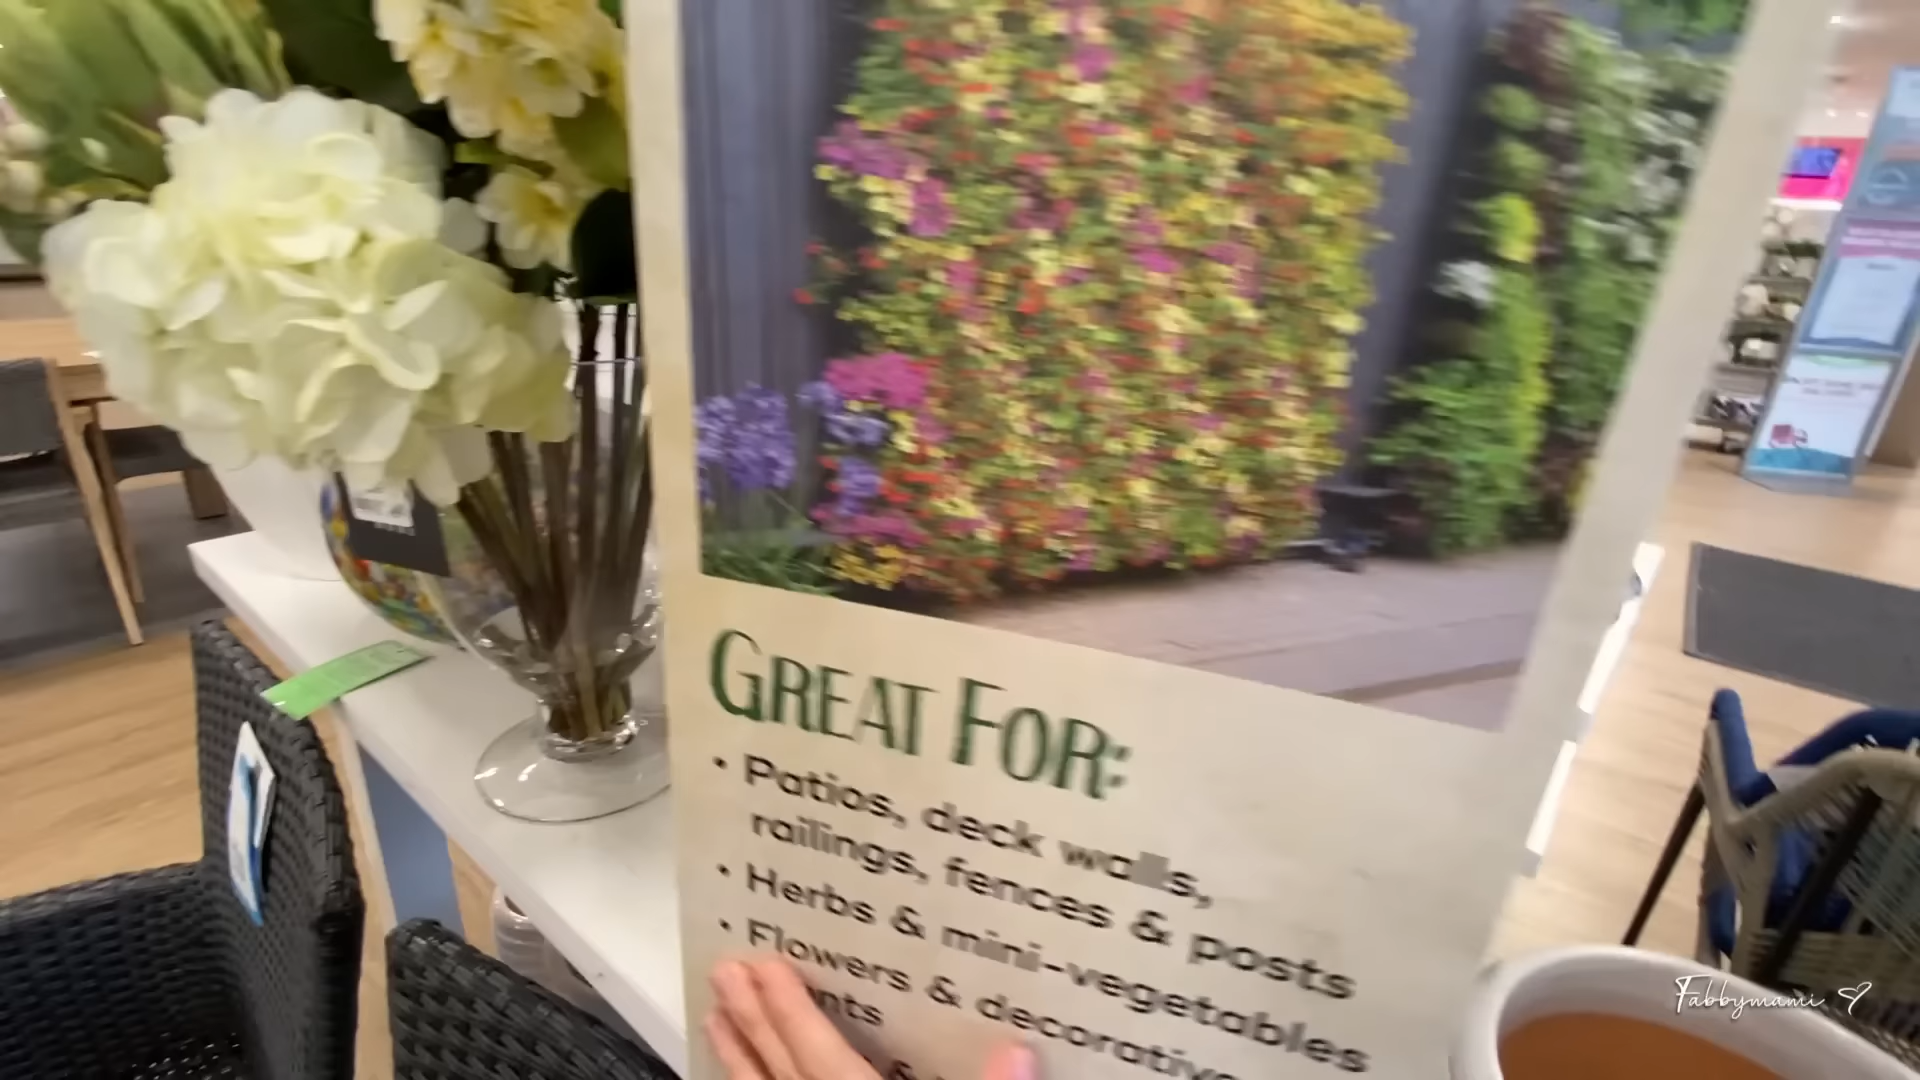 GREAT FOR:
• Patios, deck walls,
railings, fences & posts
• Herbs & mini-vegetables
• Flowers & decorative
&
Fabbymami